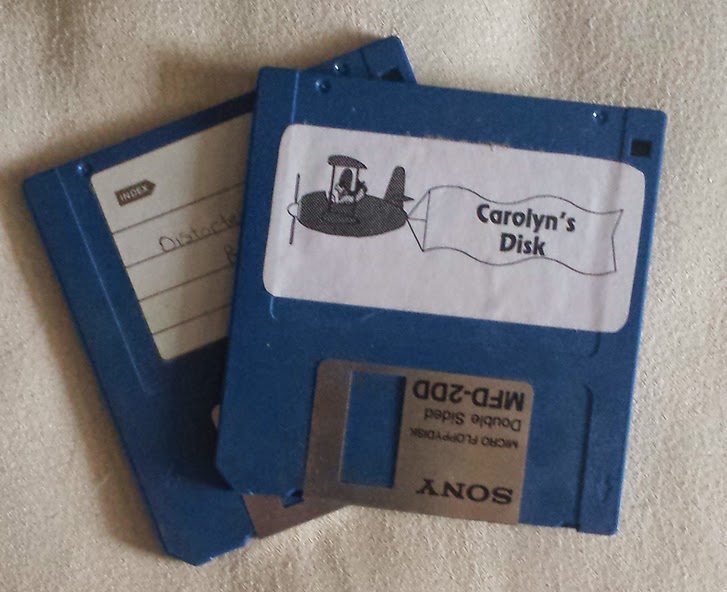 INDEX
Carolyn's
Disk
SONY
MICRO FLOPPYDISK
Double Sided
MFD-2DD